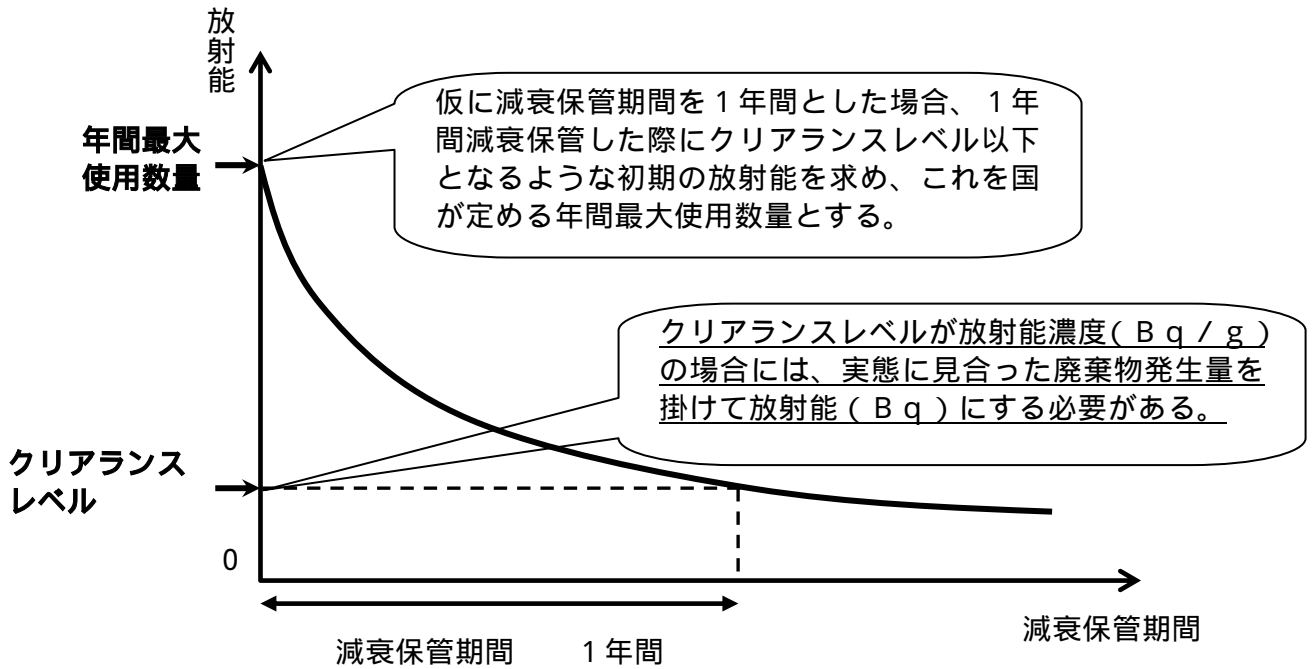 放射能
仮に減衰保管期間を1年間とした場合、1年
間減衰保管した際にクリアランスレベル以下
となるような初期の放射能を求め、これを国
が定める年間最大使用数量とする。
年間最大
使用数量
クリアランスレベルが放射能濃度(Bq/g)
の場合には、実態に見合った廃棄物発生量を
掛けて放射能(Bq)にする必要がある。
クリアランス
レベル
0
減衰保管期間
減衰保管期間 1年間